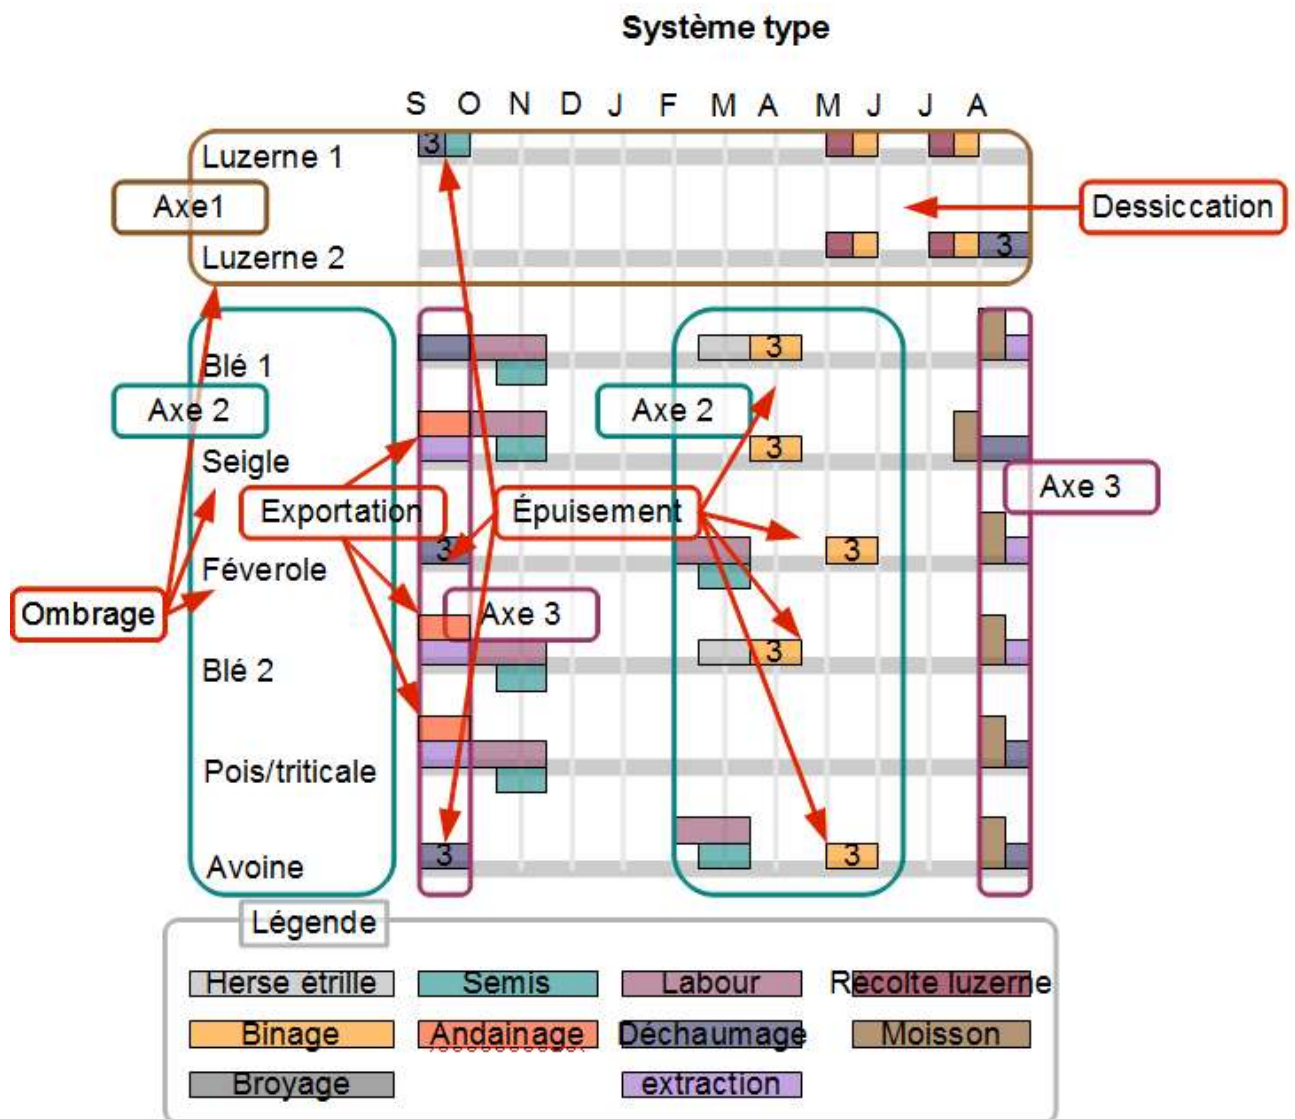 Système type
S O N D J F M A M J J A
3
Luzerne 1
Axe1
Dessiccation
Luzerne 2
3
Blé 1
3
Axe 2
Axe 2
Seigle
3
Axe 3
Exportation
Épuisement
Féverole
3
3
Ombrage
Axe 3
Blé 2
3
Pois/triticale
Avoine
3
3
Légende
Herse étrille Semis Labour Récolte luzerne
Binage Andainage Déchaumage Moisson
Broyage extraction